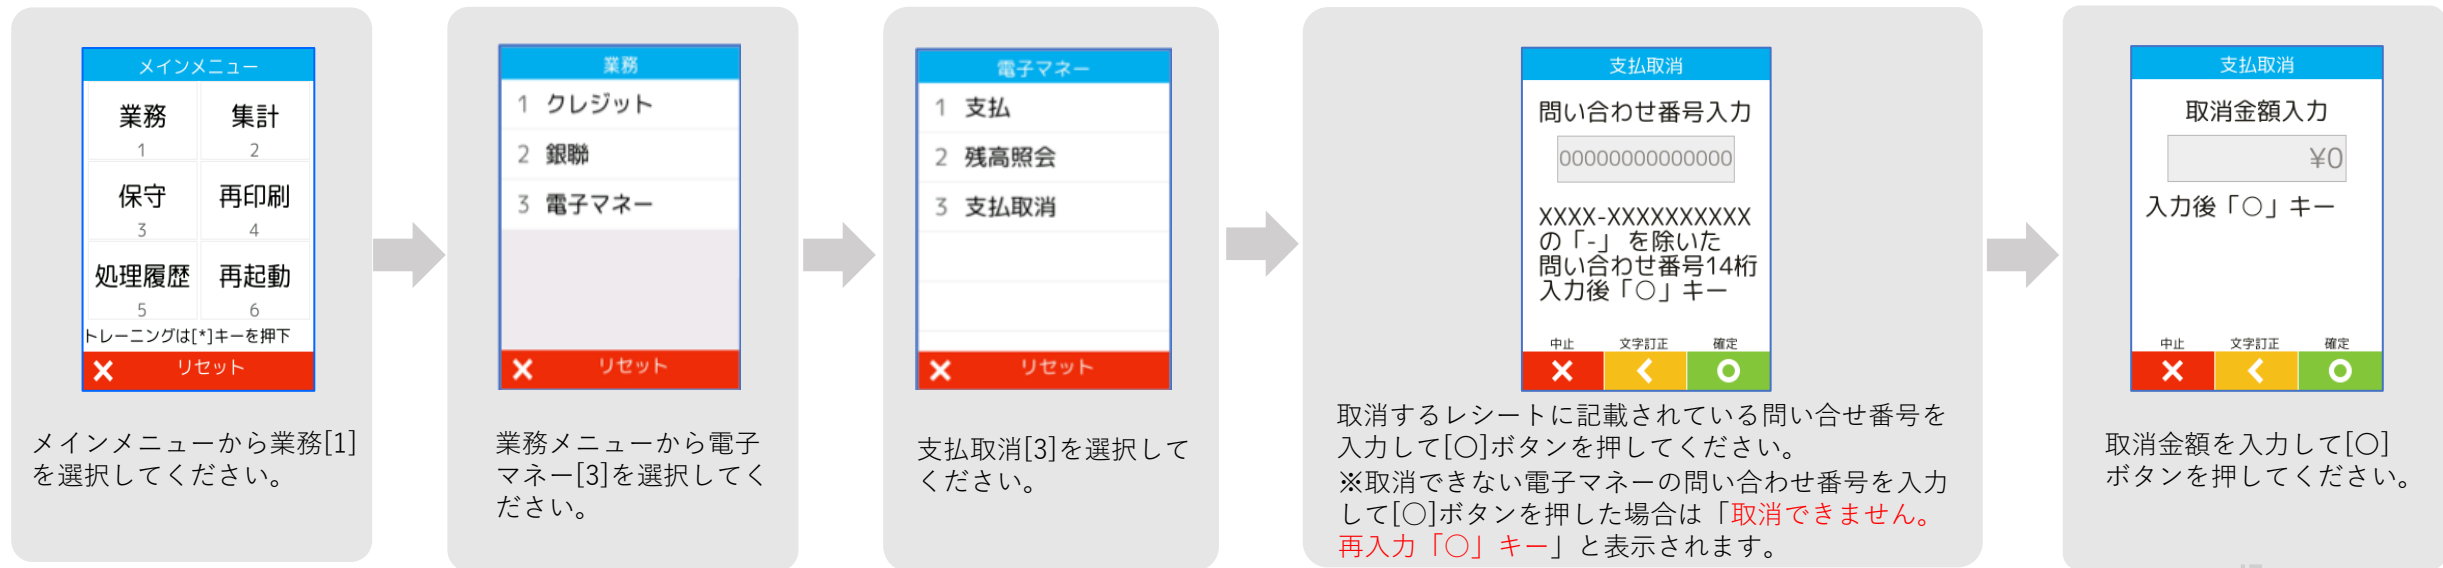 メインメニュー
業務
1
集計
2
保守
3
再印刷
4
処理履歴
5
再起動
6
トレーニングは[*]キーを押下
リセット
メインメニューから業務[1]
を選択してください。
業務
1 クレジット
2 銀聯
3 電子マネー
リセット
業務メニューから電子
マネー[3]を選択してく
ださい。
電子マネー
1 支払
2 残高照会
3 支払取消
リセット
支払取消[3]を選択して
ください。
支払取消
問い合わせ番号入力
00000000000000
XXXX-XXXXXXXXXX
の「-」 を除いた
問い合わせ番号14桁
入力後「○」キー
中止 文字訂正 確定
取消するレシートに記載されている問い合せ番号を
入力して[○]ボタンを押してください。
※取消できない電子マネーの問い合わせ番号を入力
して[○]ボタンを押した場合は「取消できません。
再入力「○」キー」と表示されます。
支払取消
取消金額入力
¥0
入力後「○」キー
中止 文字訂正 確定
取消金額を入力して[○]
ボタンを押してください。